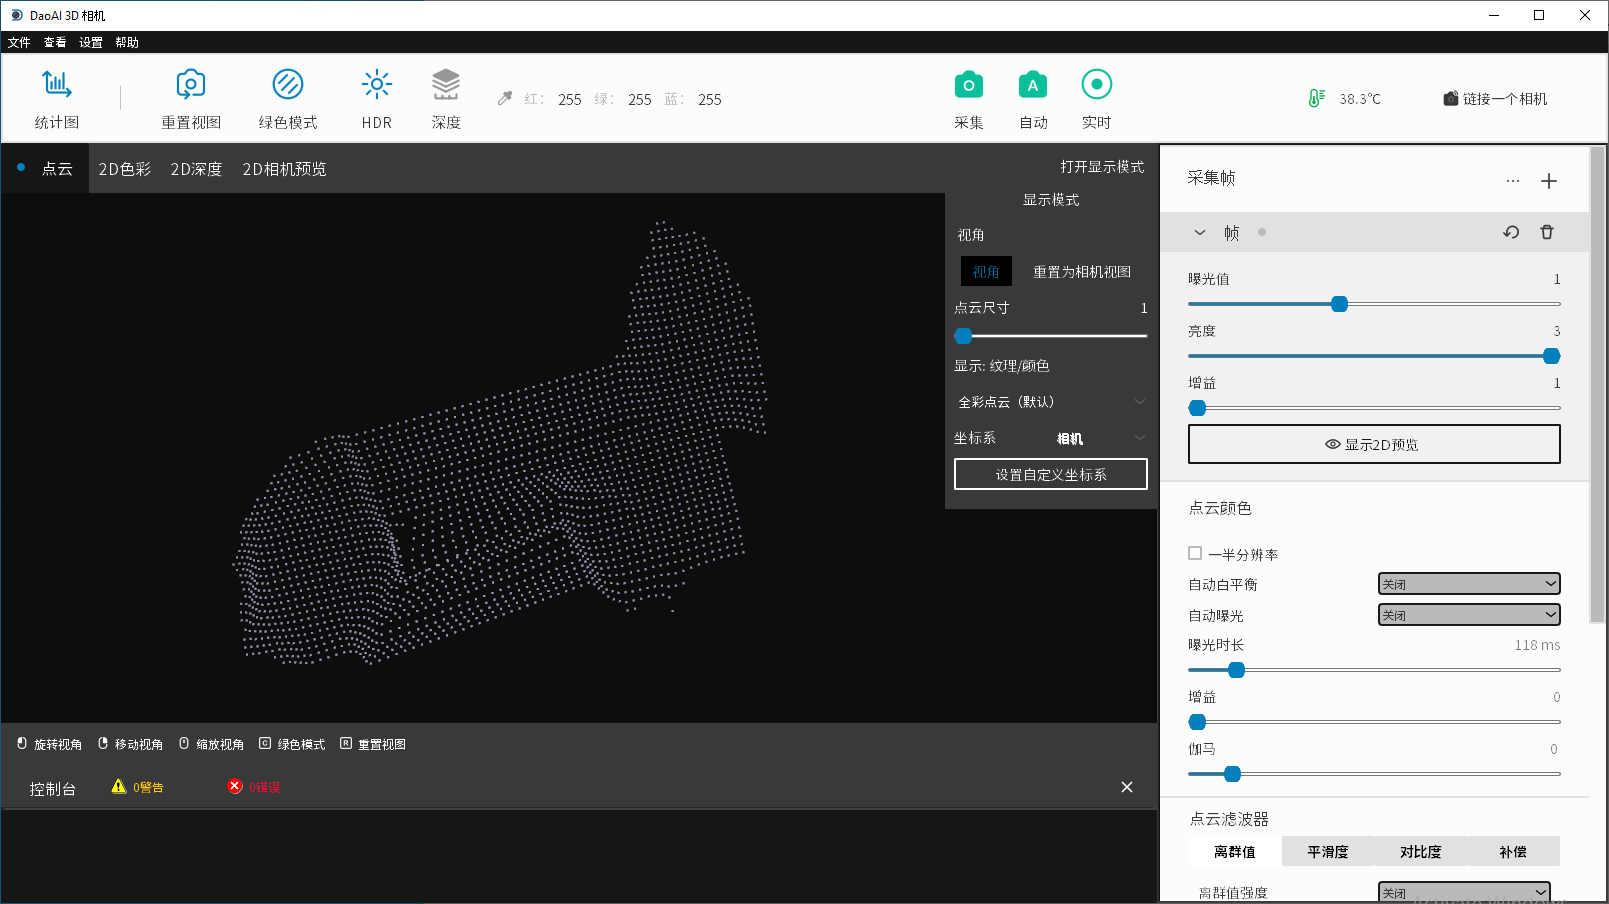 DaoAI 3D 相机
文件 查看 设置 帮助
统计图 重置视图 绿色模式 HDR 深度 红: 255 绿: 255 蓝: 255 采集 自动 实时 38.3℃ 链接一个相机
点云 2D色彩 2D深度 2D相机预览 打开显示模式
显示模式
视角
视角 重置为相机视图
点云尺寸 1
显示: 纹理/颜色
全彩点云（默认）
坐标系 相机
设置自定义坐标系
采集帧 ... +
帧
曝光值 1
亮度 3
增益 1
显示2D预览
点云颜色
一半分辨率
自动白平衡 关闭
自动曝光 关闭
曝光时长 118 ms
增益 0
伽马 0
点云滤波器
离群值 平滑度 对比度 补偿
离群值强度 关闭
旋转视角 移动视角 缩放视角 C 绿色模式 R 重置视图
控制台 0警告 0错误